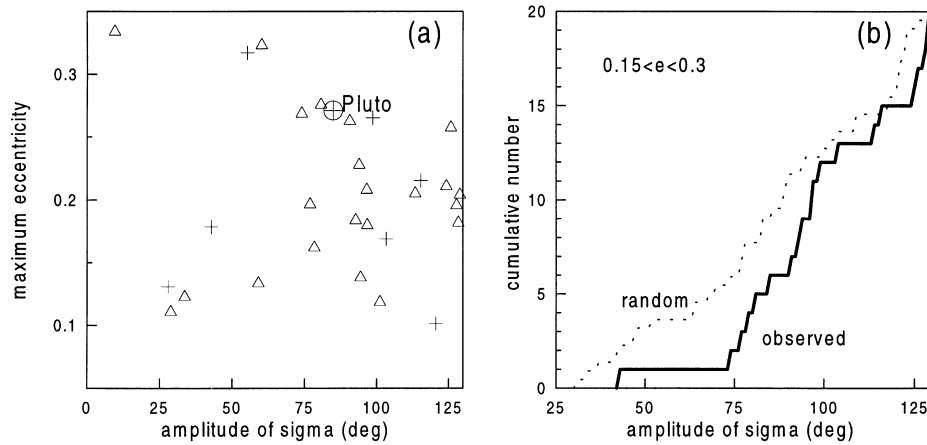 (a)
Pluto
maximum eccentricity
0.3
0.2
0.1
0 25 50 75 100 125
amplitude of sigma (deg)
(b)
0.15<e<0.3
random
observed
cumulative number
20
15
10
5
0
25 50 75 100 125
amplitude of sigma (deg)